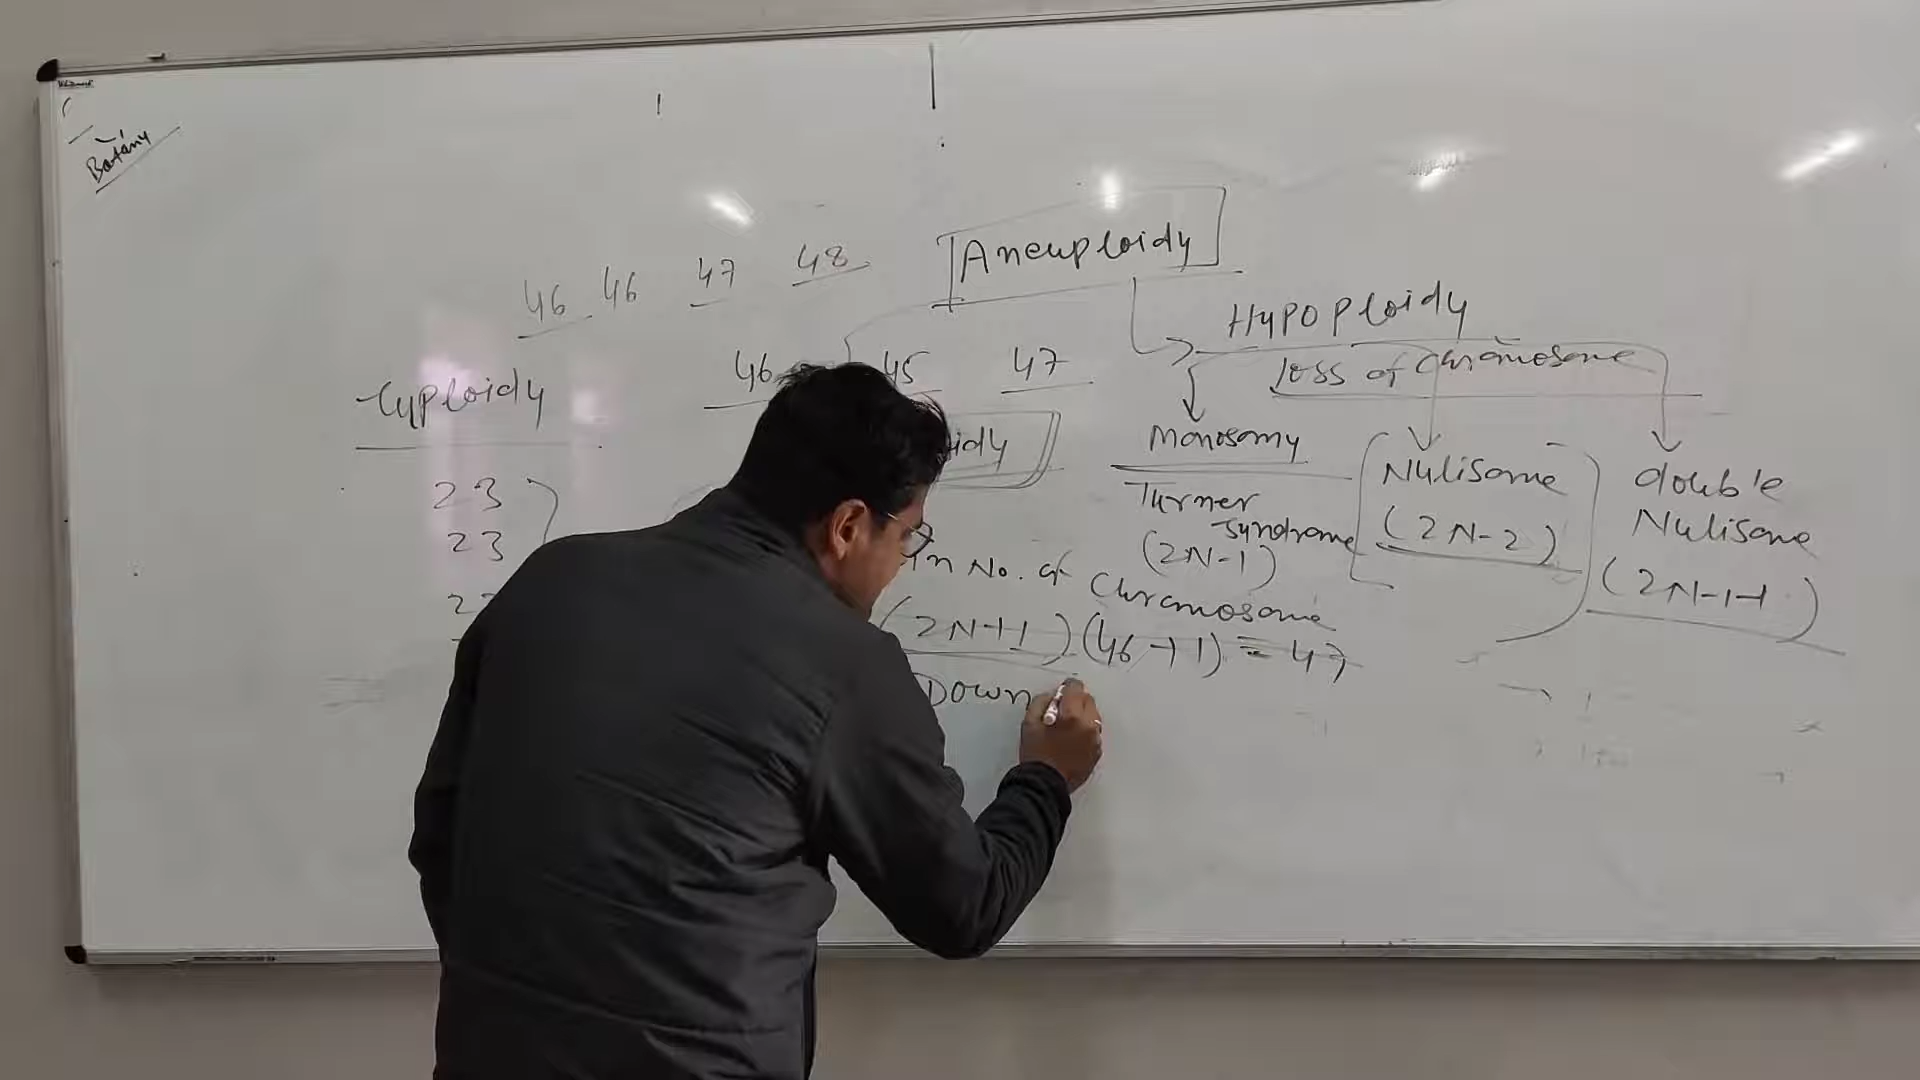 Botany
46 46 47 48
Aneuploidy
Hypoploidy
loss of Chromosome
46 45 47
Euploidy
idy
23
23
Monosomy
Turner
Syndrome
(2N-1)
Nulisome
(2N-2)
double
Nulisome
(2N-1-1)
in No. of Chromosome
(2N+1) (46+1) = 47
Down